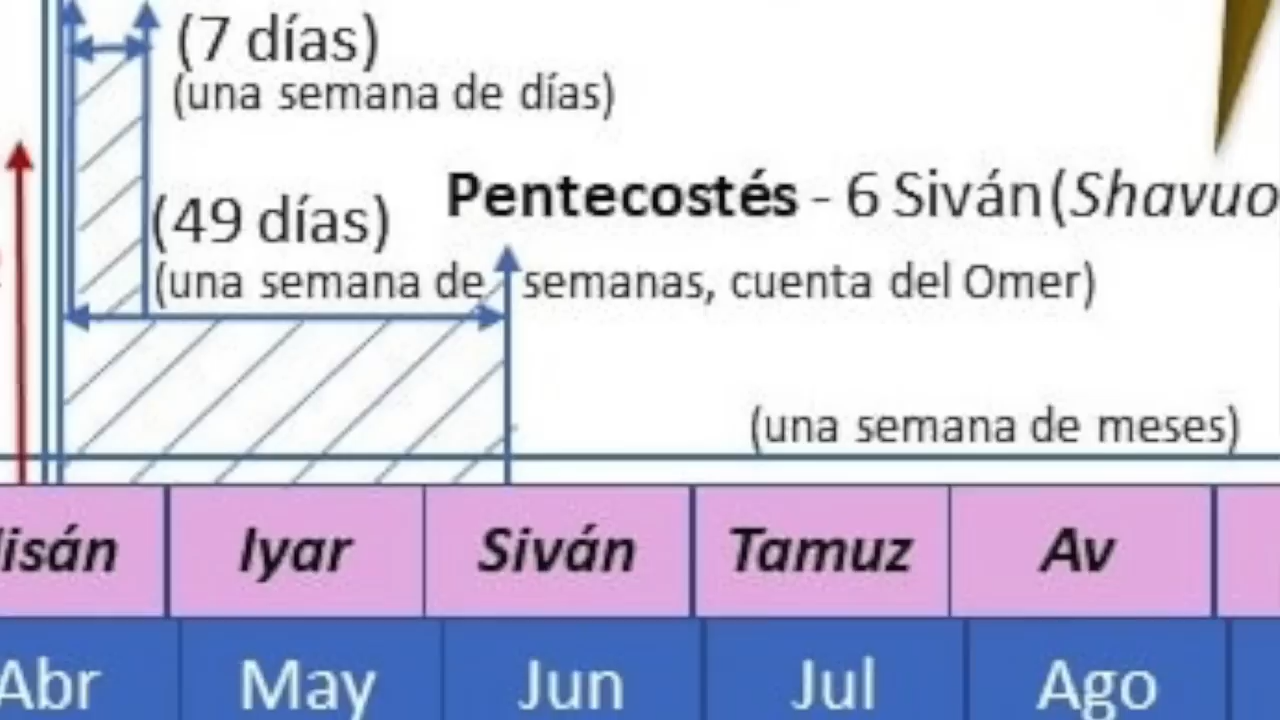 (7 días)
(una semana de días)
Pentecostés - 6 Siván (Shavuo
(49 días)
(una semana de semanas, cuenta del Omer)
(una semana de meses)
isán Iyar Siván Tamuz Av
Abr May Jun Jul Ago